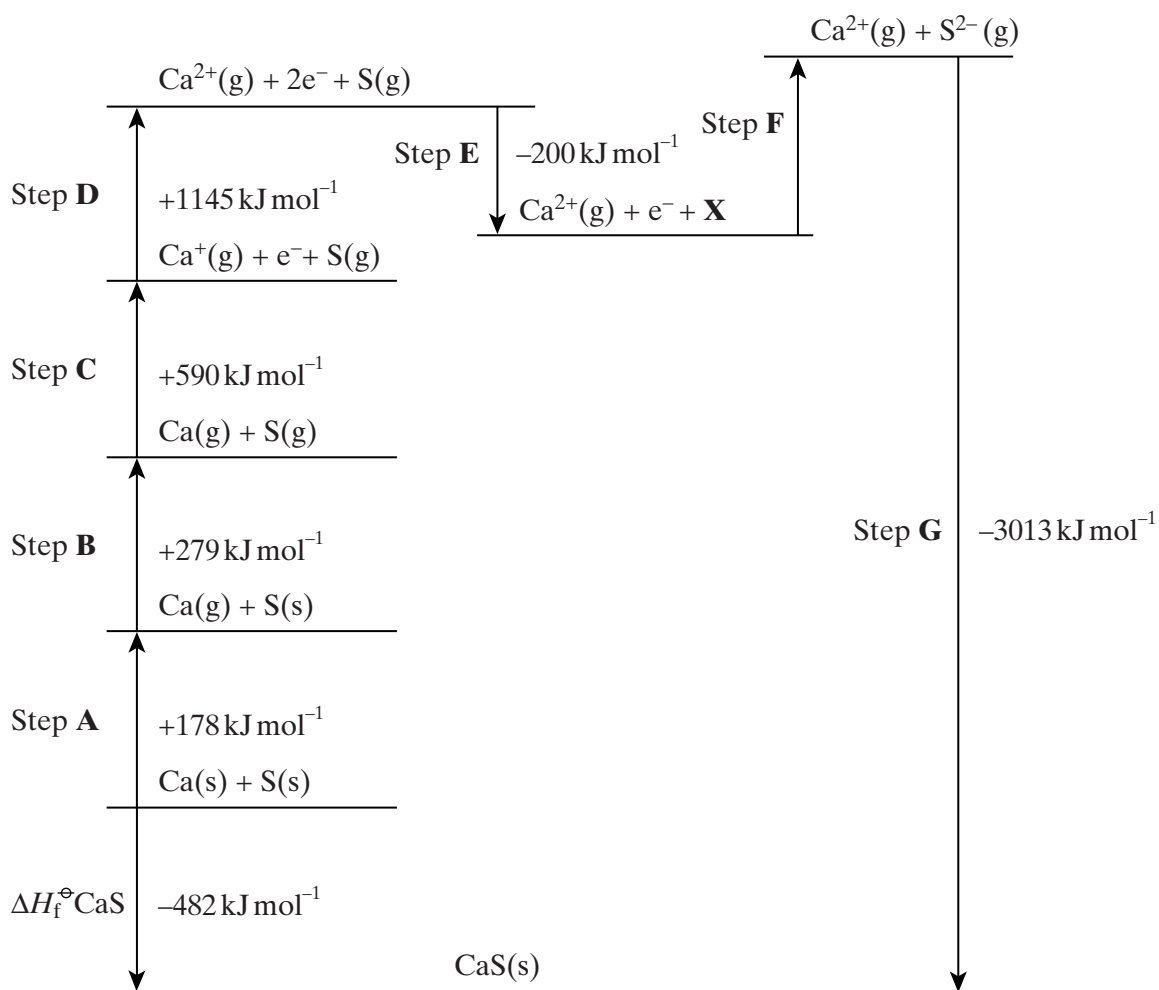 Ca²⁺(g) + S²⁻ (g)
Ca²⁺(g) + 2e⁻ + S(g)
Step F
Step E –200 kJ mol⁻¹
Step D +1145 kJ mol⁻¹
Ca²⁺(g) + e⁻ + X
Ca⁺(g) + e⁻+ S(g)
Step C +590 kJ mol⁻¹
Ca(g) + S(g)
Step B +279 kJ mol⁻¹
Step G –3013 kJ mol⁻¹
Ca(g) + S(s)
Step A +178 kJ mol⁻¹
Ca(s) + S(s)
ΔH_f^⦵ CaS –482 kJ mol⁻¹
CaS(s)